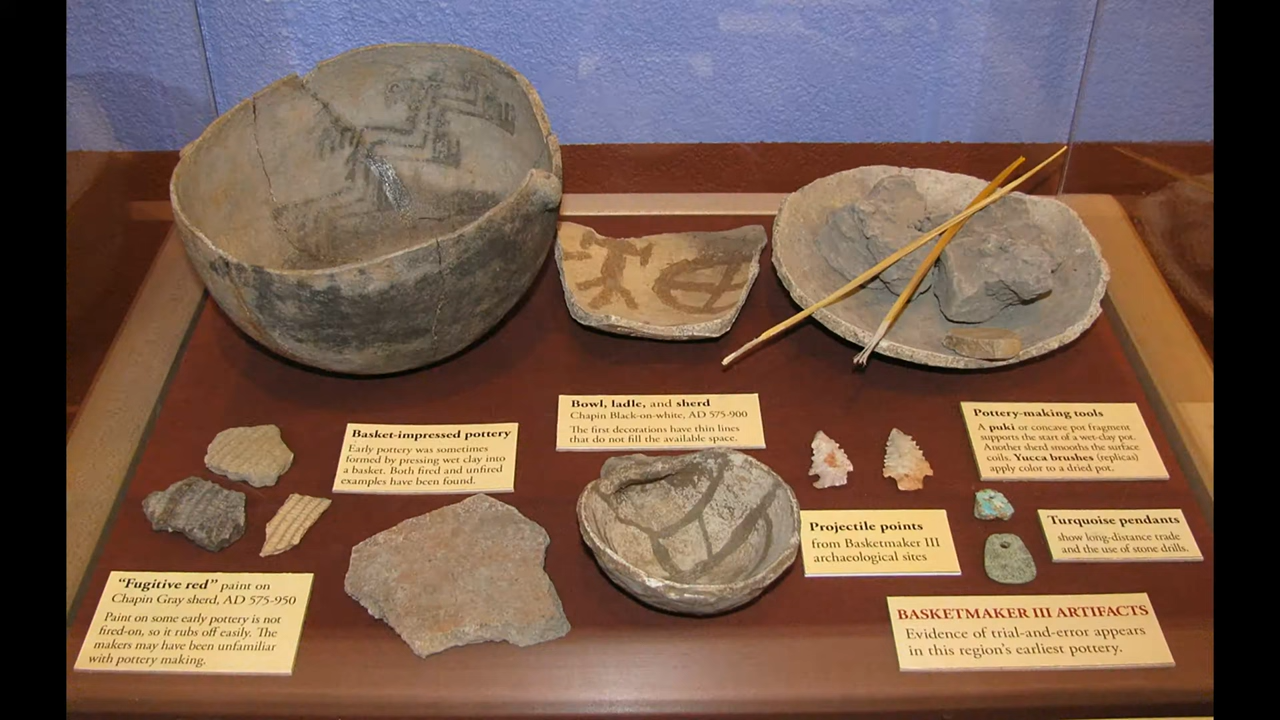 Bowl, ladle, and sherd
Chapin Black-on-white, AD 575-900
The first decorations have thin lines
that do not fill the available space.
Basket-impressed pottery
Early pottery was sometimes
formed by pressing wet clay into
a basket. Both fired and unfired
examples have been found.
Pottery-making tools
A puki or concave pot fragment
supports the start of a wet-clay pot.
Another sherd smooths the surface
coils. Yucca brushes (replicas)
apply color to a dried pot.
Projectile points
from Basketmaker III
archaeological sites
Turquoise pendants
show long-distance trade
and the use of stone drills.
"Fugitive red" paint on
Chapin Gray sherd, AD 575-950
Paint on some early pottery is not
fired-on, so it rubs off easily. The
makers may have been unfamiliar
with pottery making.
BASKETMAKER III ARTIFACTS
Evidence of trial-and-error appears
in this region's earliest pottery.